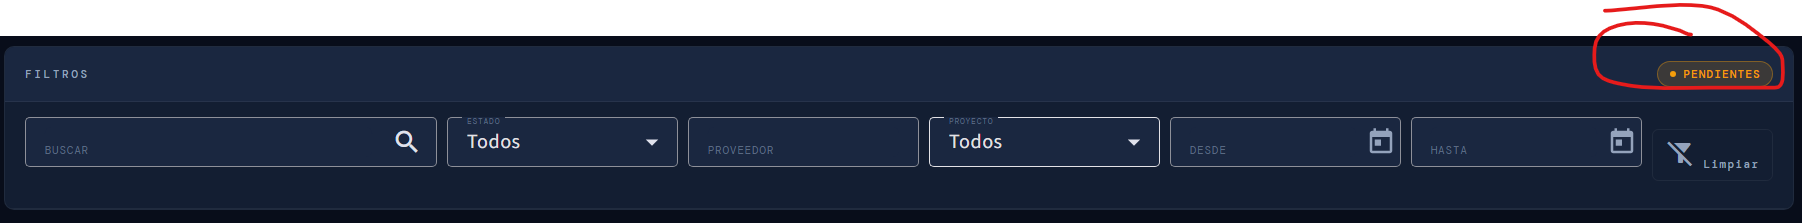 FILTROS
PENDIENTES
BUSCAR
ESTADO
Todos
PROVEEDOR
PROYECTO
Todos
DESDE
HASTA
Limpiar